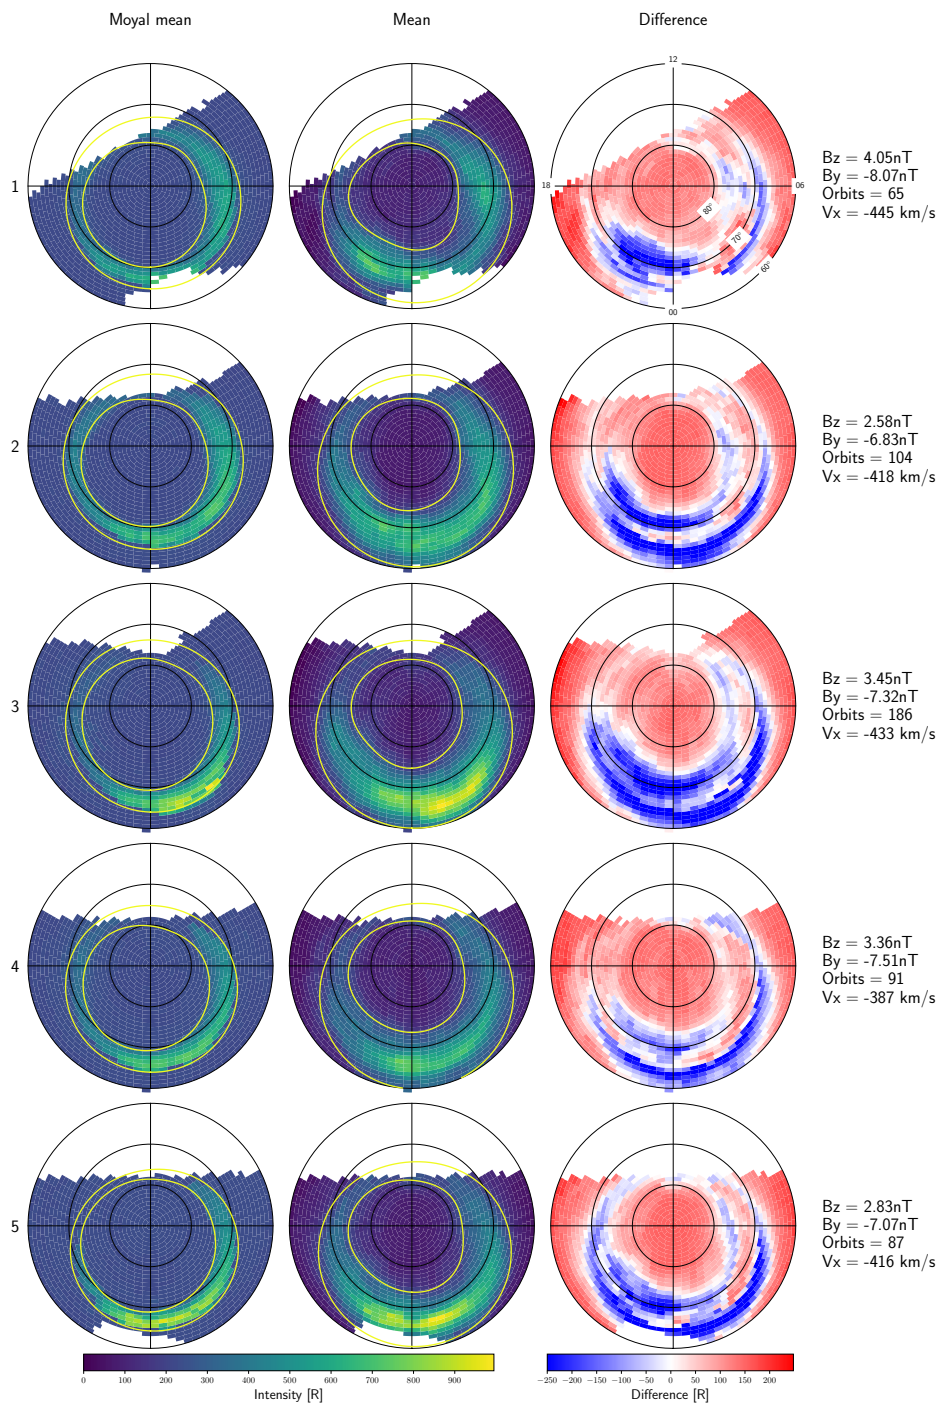 Moyal mean
Mean
Difference
12
18
06
80°
70°
60°
00
1
Bz = 4.05nT
By = -8.07nT
Orbits = 65
Vx = -445 km/s
2
Bz = 2.58nT
By = -6.83nT
Orbits = 104
Vx = -418 km/s
3
Bz = 3.45nT
By = -7.32nT
Orbits = 186
Vx = -433 km/s
4
Bz = 3.36nT
By = -7.51nT
Orbits = 91
Vx = -387 km/s
5
Bz = 2.83nT
By = -7.07nT
Orbits = 87
Vx = -416 km/s
0 100 200 300 400 500 600 700 800 900
Intensity [R]
−250 −200 −150 −100 −50 0 50 100 150 200
Difference [R]